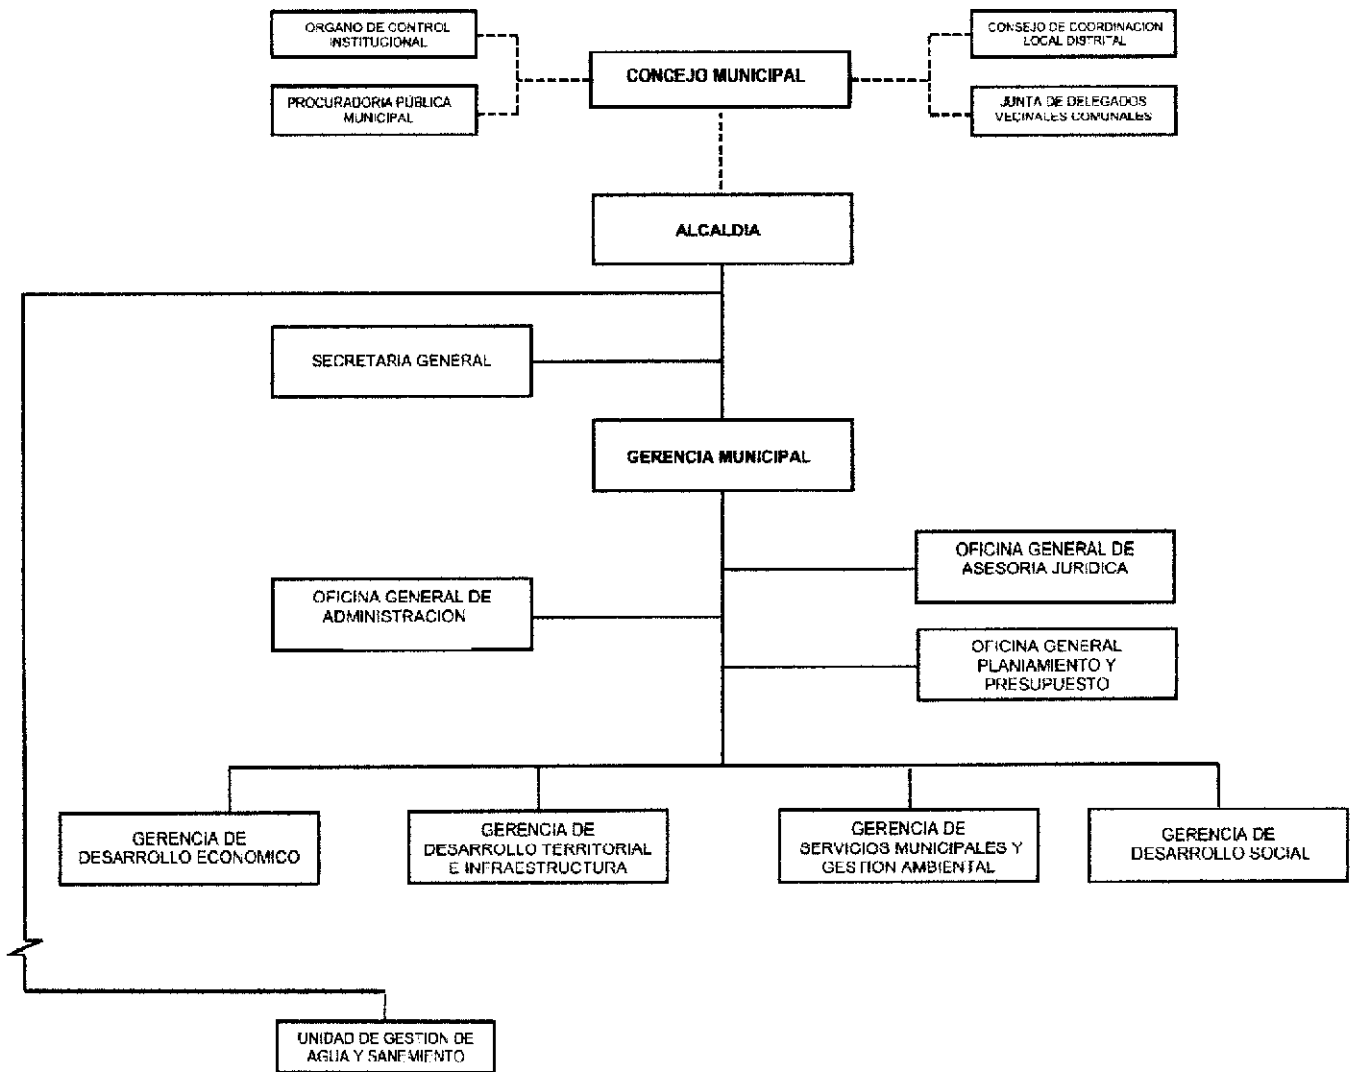 ORGANO DE CONTROL
INSTITUCIONAL
CONSEJO DE COORDINACION
LOCAL DISTRITAL
CONCEJO MUNICIPAL
PROCURADORIA PÚBLICA
MUNICIPAL
JUNTA DE DELEGADOS
VECINALES COMUNALES
ALCALDIA
SECRETARIA GENERAL
GERENCIA MUNICIPAL
OFICINA GENERAL DE
ASESORIA JURIDICA
OFICINA GENERAL DE
ADMINISTRACION
OFICINA GENERAL
PLANIAMIENTO Y
PRESUPUESTO
GERENCIA DE
DESARROLLO ECONOMICO
GERENCIA DE
DESARROLLO TERRITORIAL
E INFRAESTRUCTURA
GERENCIA DE
SERVICIOS MUNICIPALES Y
GESTION AMBIENTAL
GERENCIA DE
DESARROLLO SOCIAL
UNIDAD DE GESTION DE
AGUA Y SANEMIENTO